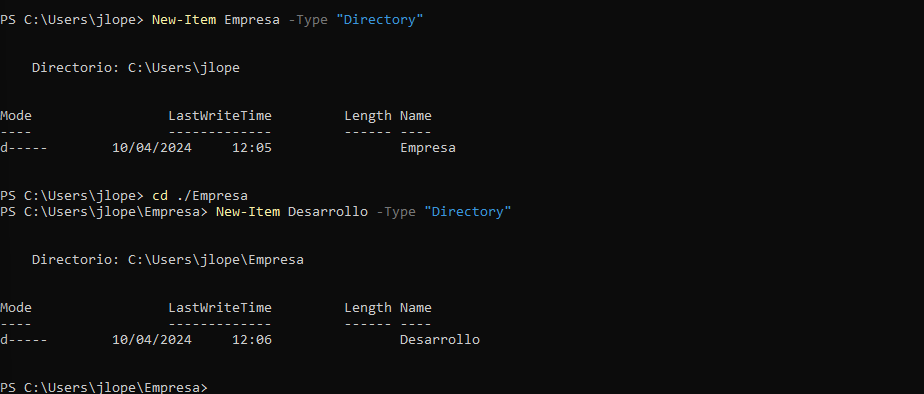 PS C:\Users\jlope> New-Item Empresa -Type "Directory"
Directorio: C:\Users\jlope
Mode LastWriteTime Length Name
---- ------------- ------ ----
d----- 10/04/2024 12:05 Empresa
PS C:\Users\jlope> cd ./Empresa
PS C:\Users\jlope\Empresa> New-Item Desarrollo -Type "Directory"
Directorio: C:\Users\jlope\Empresa
Mode LastWriteTime Length Name
---- ------------- ------ ----
d----- 10/04/2024 12:06 Desarrollo
PS C:\Users\jlope\Empresa>